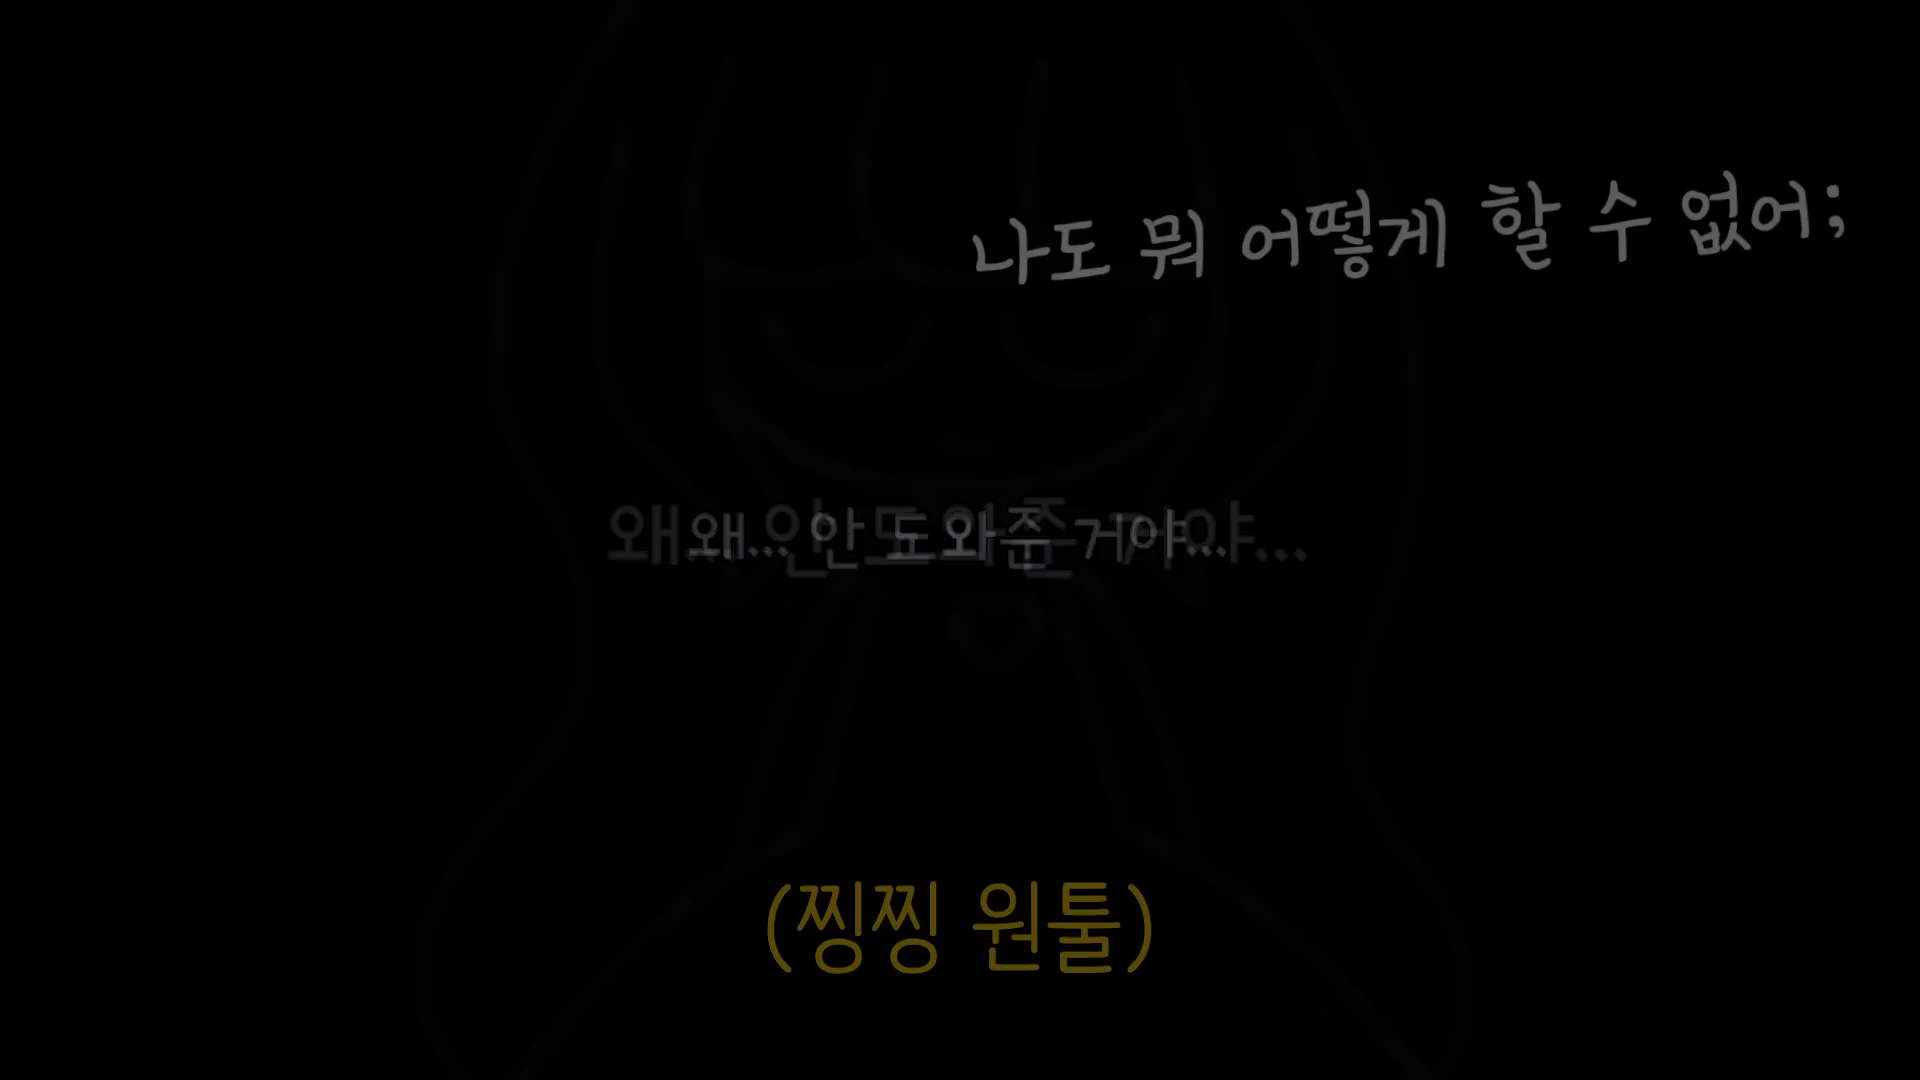 나도 뭐 어떻게 할 수 없어;
왜... 안 도와준 거야...
(찡찡 원툴)